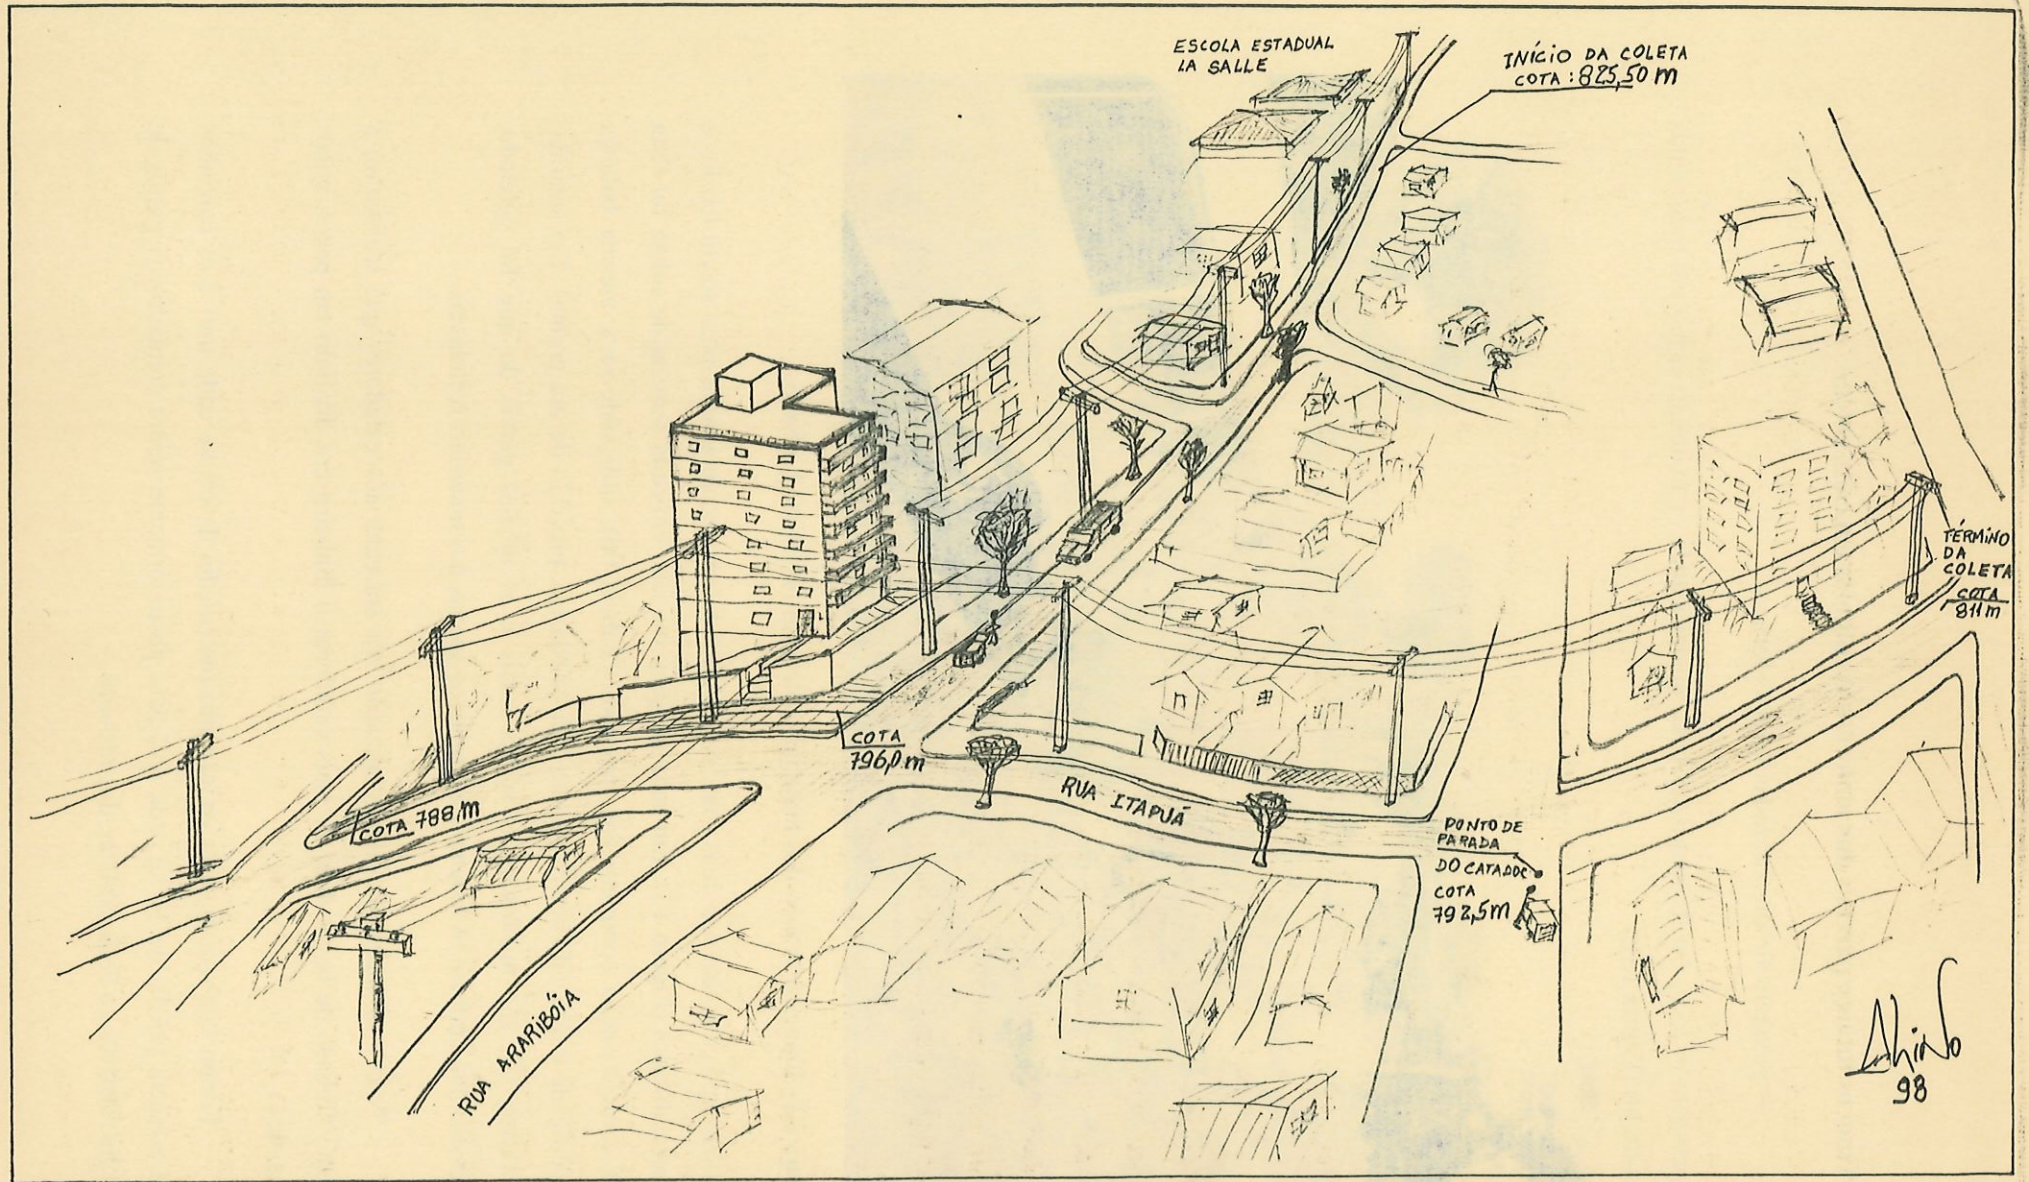 ESCOLA ESTADUAL
LA SALLE
INÍCIO DA COLETA
COTA : 825,50 m
TÉRMINO
DA
COLETA
COTA
811 m
COTA
796,0 m
COTA 788,m
RUA ITAPUÁ
PONTO DE
PARADA
DO CATADOR
COTA
792,5m
RUA ARARIBÓIA
98